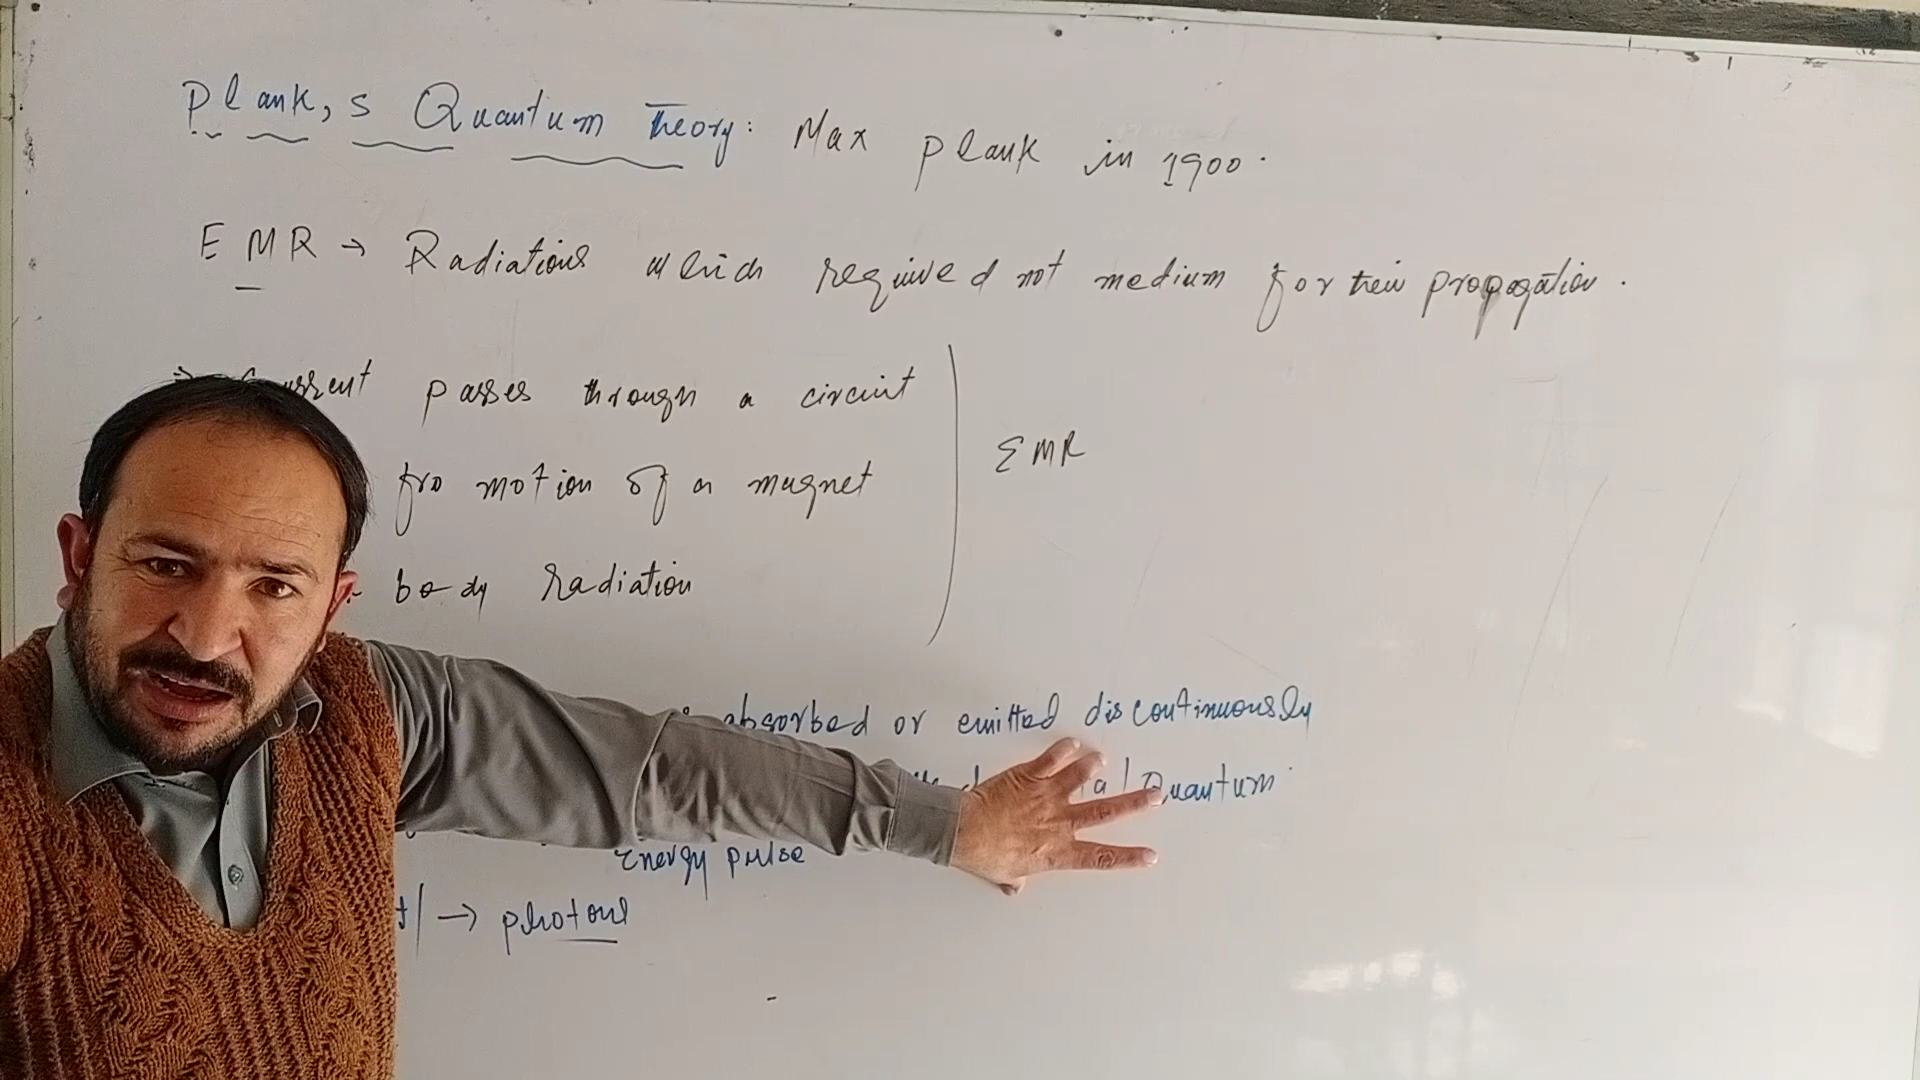 Plank,s Quantum Theory: Max plank in 1900.
EMR → Radiations which required not medium for their propagation.
passes through a circuit
fro motion of a magnet
EMR
body radiation
absorbed or emitted discontinuously
a/Quantum
Energy pulse
→ photons